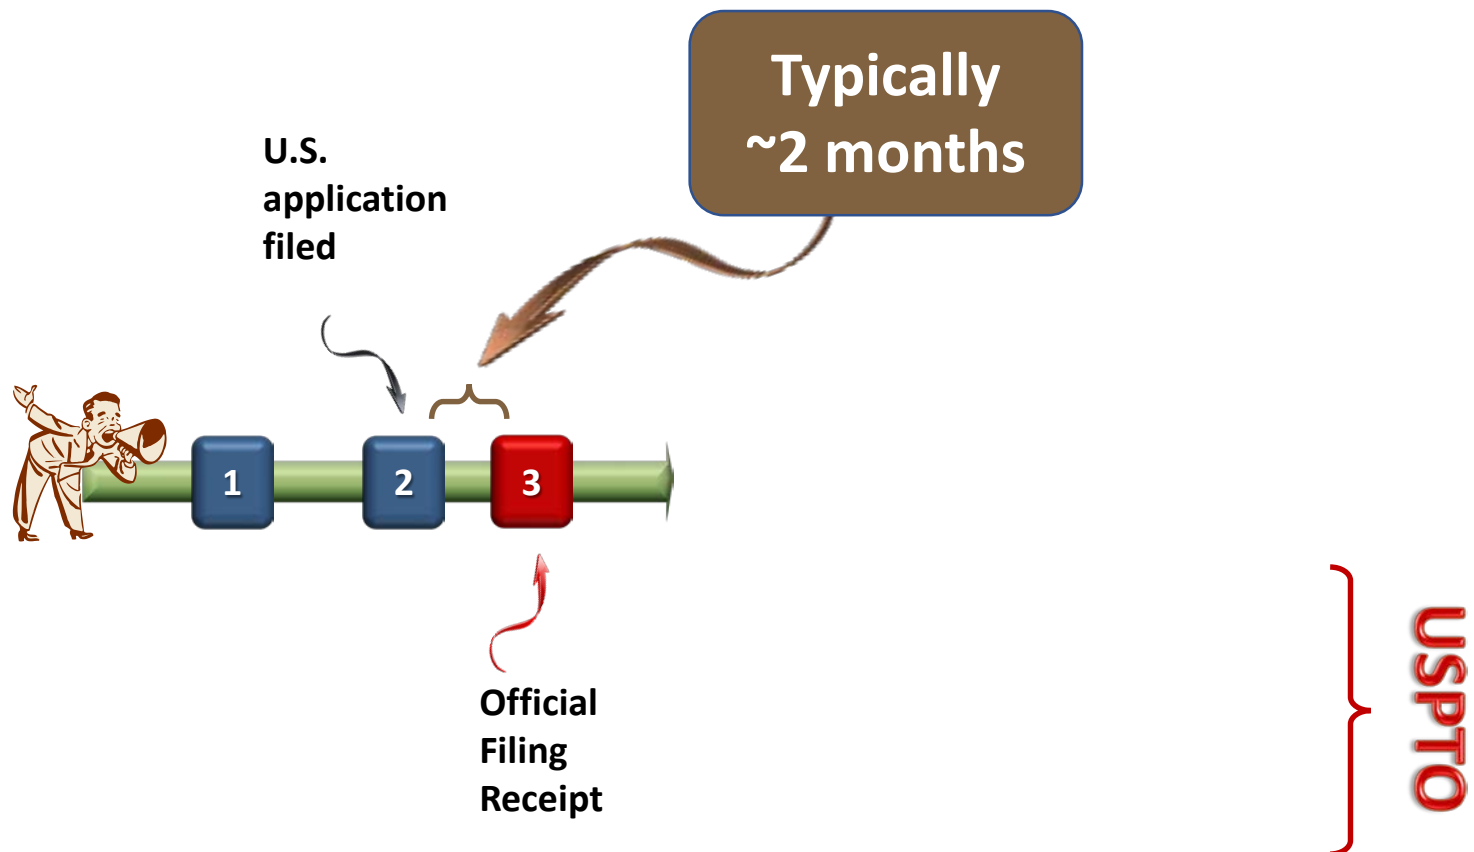 Typically
~2 months
U.S.
application
filed
1
2
3
Official
Filing
Receipt
USPTO